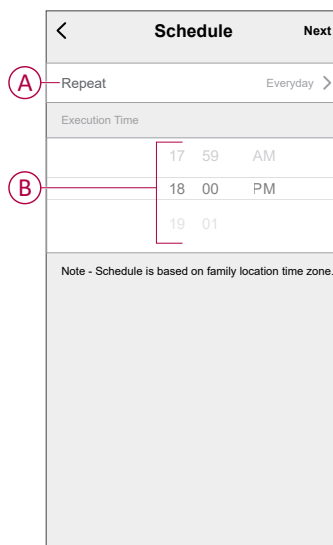 Schedule Next
A Repeat Everyday
Execution Time
17 59 AM
B 18 00 PM
19 01
Note - Schedule is based on family location time zone.